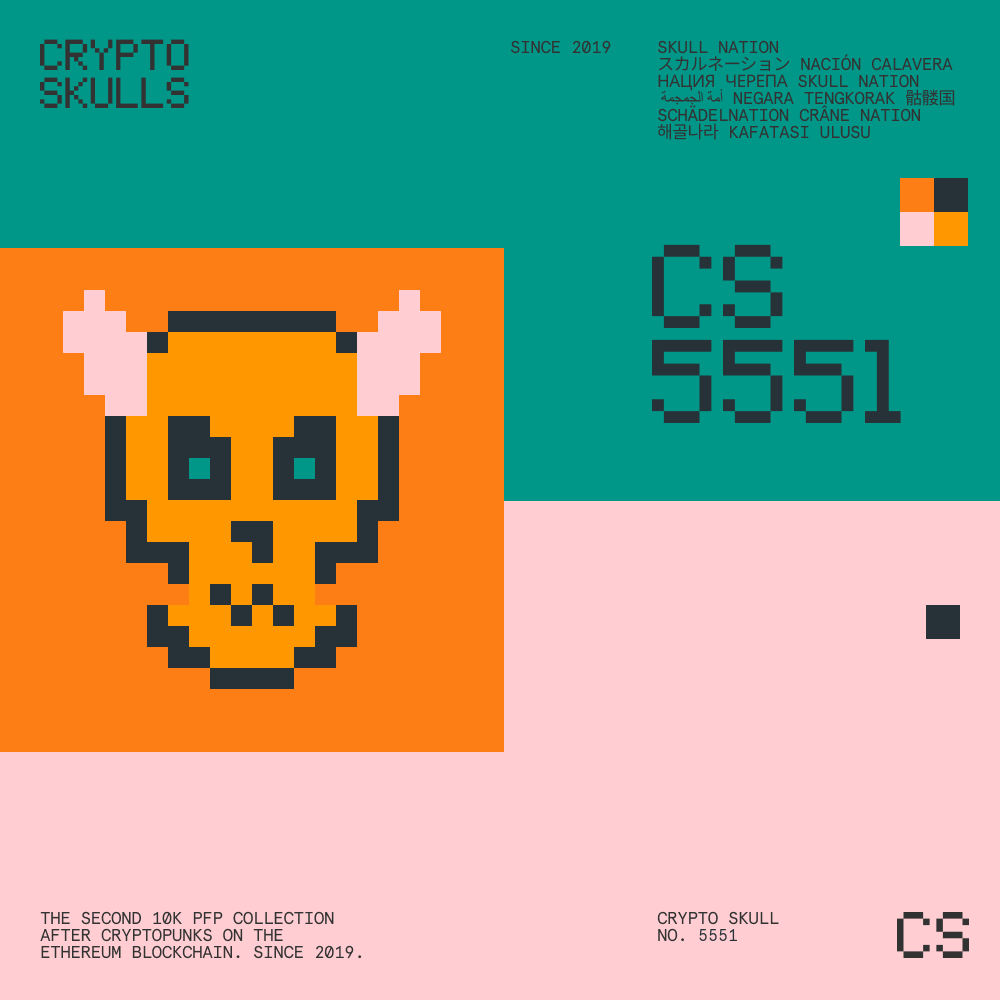 CRYPTO
SKULLS
SINCE 2019
SKULL NATION
スカルネーション NACIÓN CALAVERA
НАЦИЯ ЧЕРЕПА SKULL NATION
أمة الجمجمة NEGARA TENGKORAK 骷髅国
SCHÄDELNATION CRÂNE NATION
해골나라 KAFATASI ULUSU
CS
5551
THE SECOND 10K PFP COLLECTION
AFTER CRYPTOPUNKS ON THE
ETHEREUM BLOCKCHAIN. SINCE 2019.
CRYPTO SKULL
NO. 5551
CS